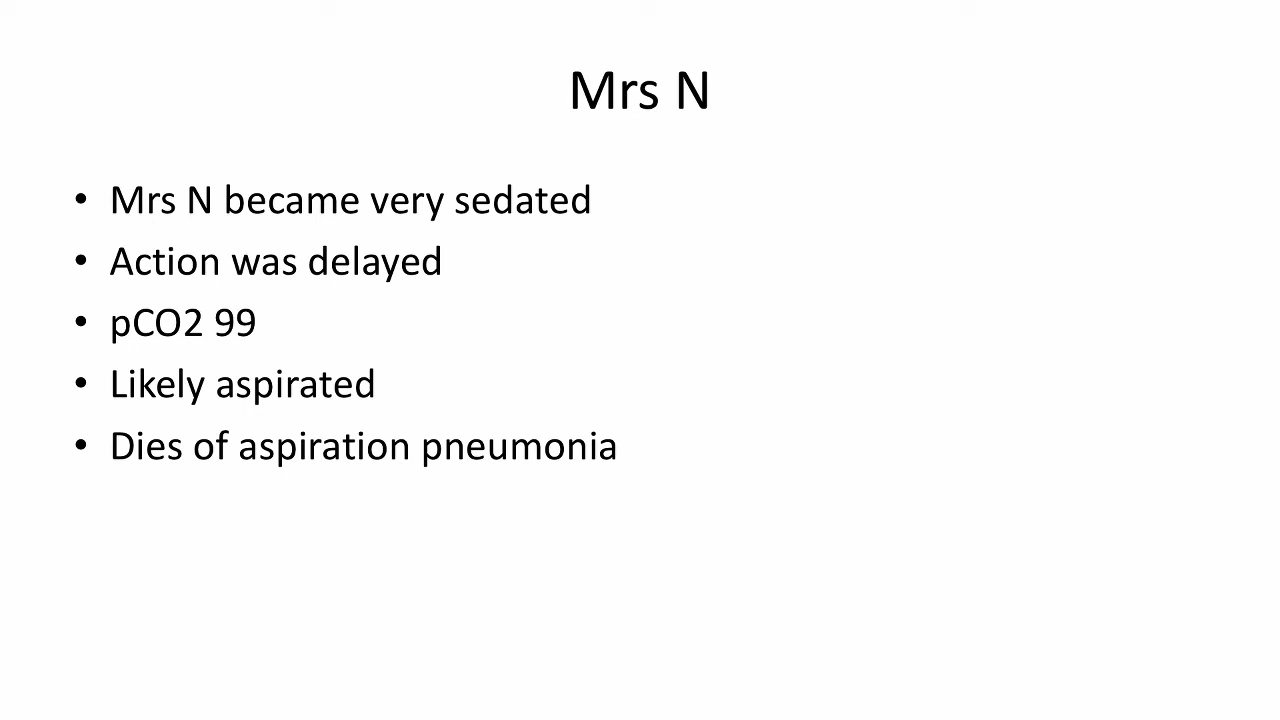 Mrs N
• Mrs N became very sedated
• Action was delayed
• pCO2 99
• Likely aspirated
• Dies of aspiration pneumonia